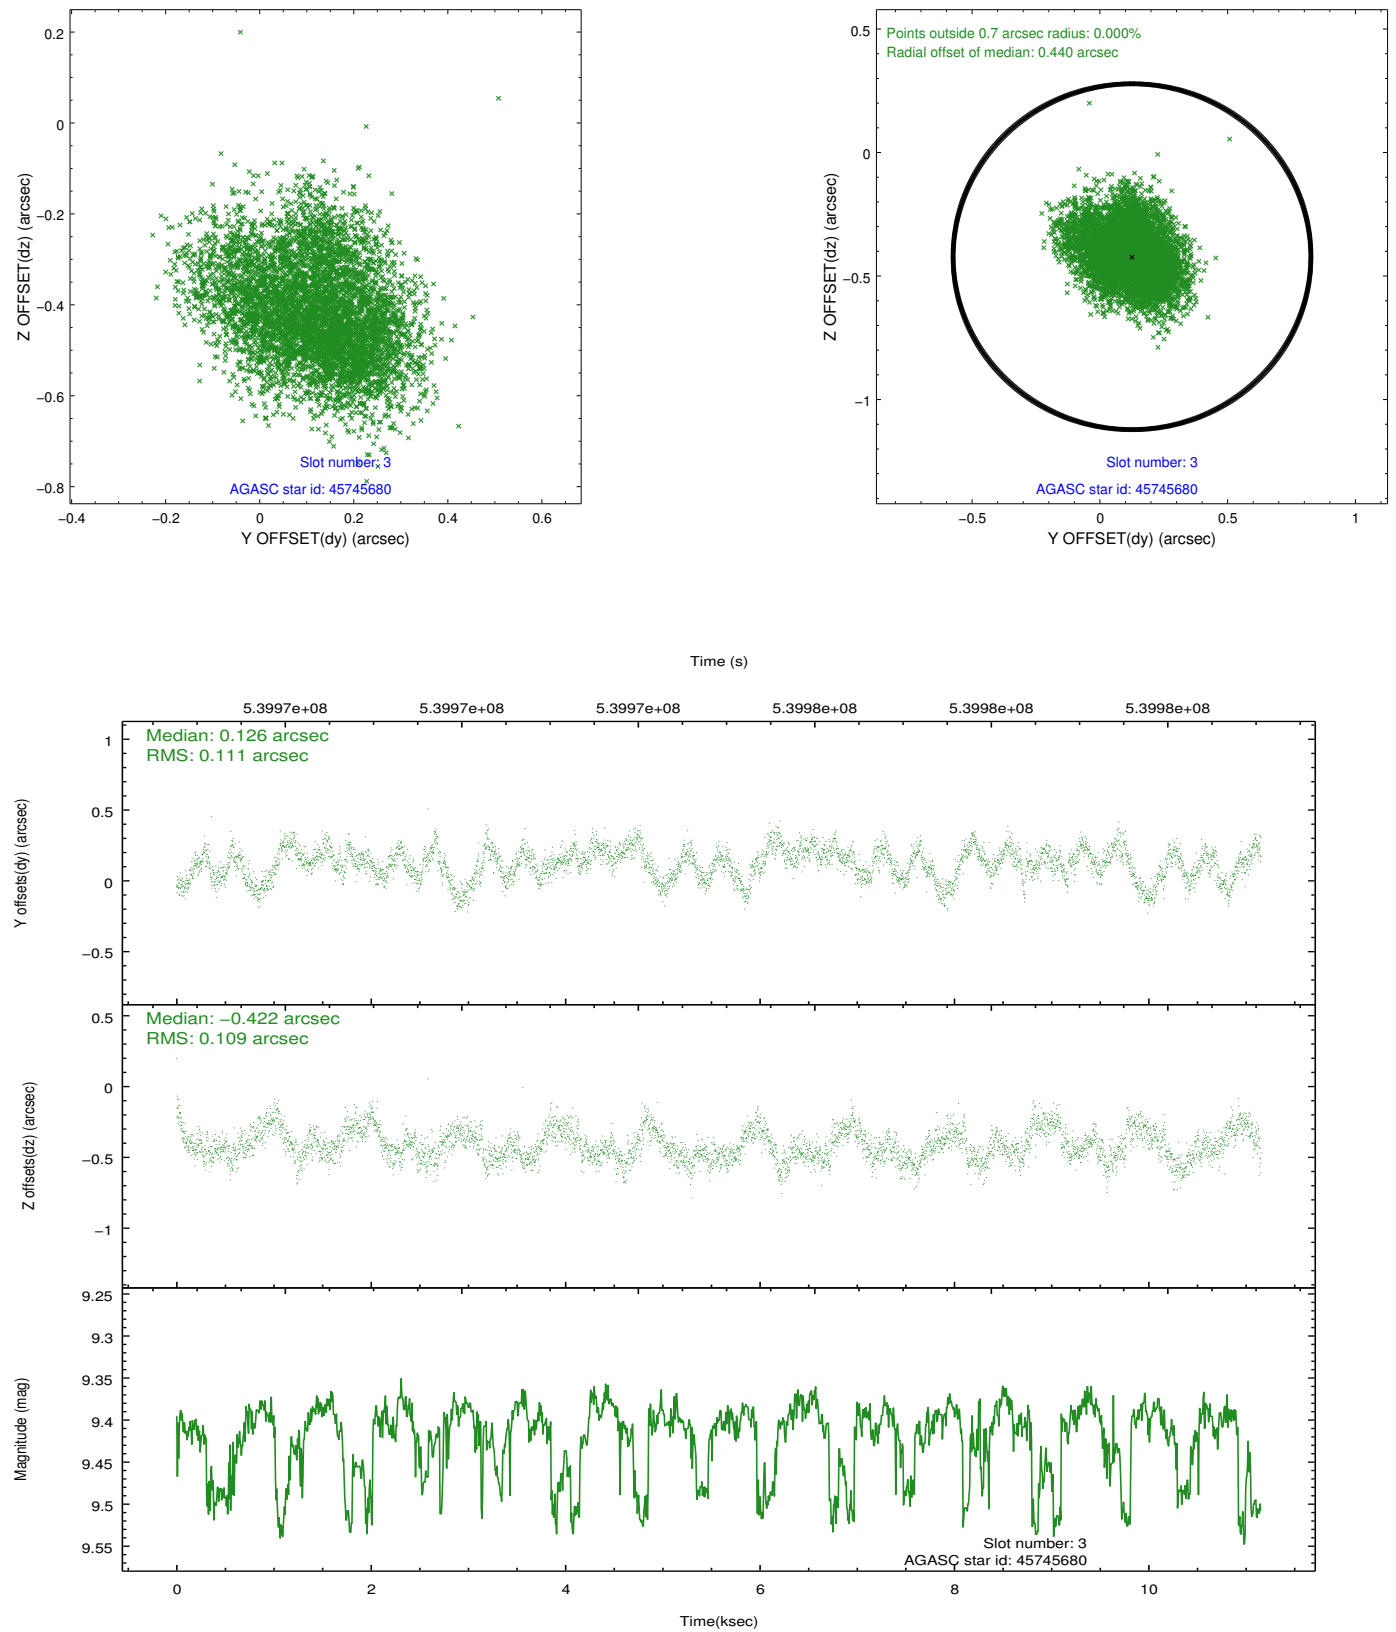 0.2
0
−0.2
−0.4
−0.6
−0.8
Z OFFSET(dz) (arcsec)
Slot number: 3
AGASC star id: 45745680
−0.4
−0.2
0
0.2
0.4
0.6
Y OFFSET(dy) (arcsec)
Points outside 0.7 arcsec radius: 0.000%
Radial offset of median: 0.440 arcsec
0.5
0
−0.5
−1
Z OFFSET(dz) (arcsec)
Slot number: 3
AGASC star id: 45745680
−0.5
0
0.5
1
Y OFFSET(dy) (arcsec)
Time (s)
5.3997e+08
5.3997e+08
5.3997e+08
5.3998e+08
5.3998e+08
5.3998e+08
Median: 0.126 arcsec
RMS: 0.111 arcsec
1
0.5
0
−0.5
Y offsets(dy) (arcsec)
Median: −0.422 arcsec
RMS: 0.109 arcsec
0.5
0
−0.5
−1
Z offsets(dz) (arcsec)
9.25
9.3
9.35
9.4
9.45
9.5
9.55
Magnitude (mag)
Slot number: 3
AGASC star id: 45745680
0
2
4
6
8
10
Time(ksec)